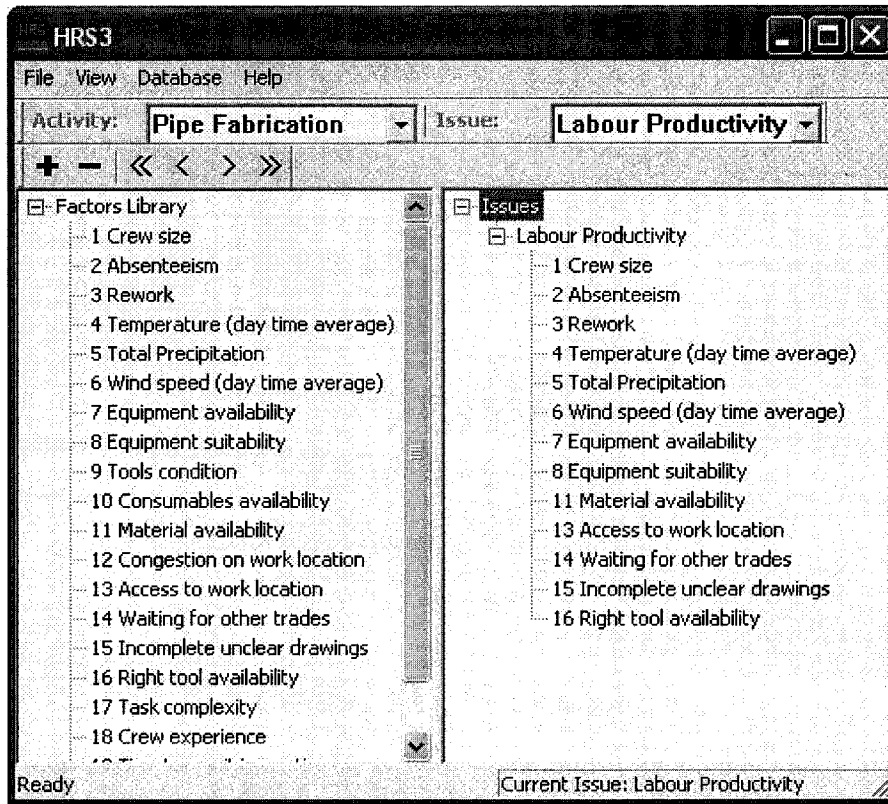 HRS3
File View Database Help
Activity: Pipe Fabrication Issue: Labour Productivity
+ − « < > »
Factors Library
1 Crew size
2 Absenteeism
3 Rework
4 Temperature (day time average)
5 Total Precipitation
6 Wind speed (day time average)
7 Equipment availability
8 Equipment suitability
9 Tools condition
10 Consumables availability
11 Material availability
12 Congestion on work location
13 Access to work location
14 Waiting for other trades
15 Incomplete unclear drawings
16 Right tool availability
17 Task complexity
18 Crew experience
Issues
Labour Productivity
1 Crew size
2 Absenteeism
3 Rework
4 Temperature (day time average)
5 Total Precipitation
6 Wind speed (day time average)
7 Equipment availability
8 Equipment suitability
11 Material availability
13 Access to work location
14 Waiting for other trades
15 Incomplete unclear drawings
16 Right tool availability
Ready Current Issue: Labour Productivity